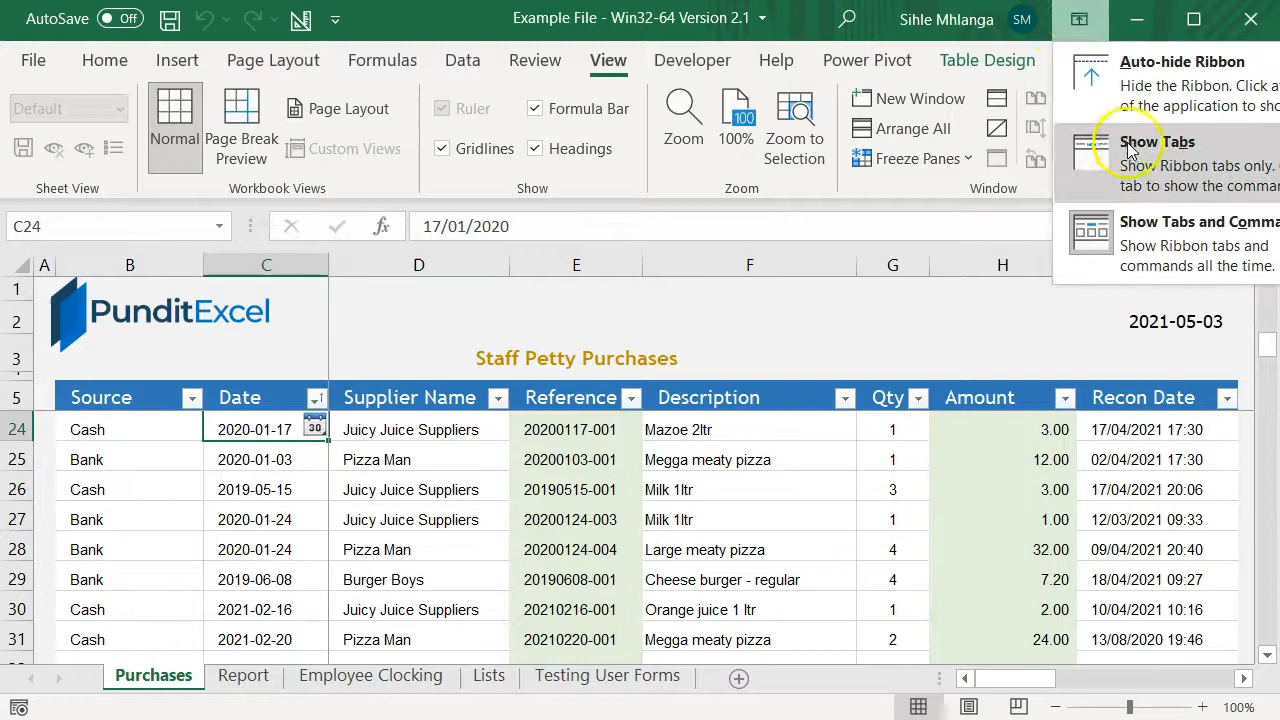 AutoSave Off
Example File - Win32-64 Version 2.1
Sihle Mhlanga SM
File Home Insert Page Layout Formulas Data Review View Developer Help Power Pivot Table Design
Auto-hide Ribbon
Hide the Ribbon. Click a
of the application to sho
Show Tabs
Show Ribbon tabs only.
tab to show the comma
Show Tabs and Comma
Show Ribbon tabs and
commands all the time.
Default
Sheet View
Normal
Page Break
Preview
Page Layout
Custom Views
Workbook Views
Ruler
Formula Bar
Gridlines
Headings
Show
Zoom
100
100%
Zoom to
Selection
Zoom
New Window
Arrange All
Freeze Panes
Window
C24
fx
17/01/2020
A B C D E F G H
1
PunditExcel
2 2021-05-03
3 Staff Petty Purchases
5 Source Date Supplier Name Reference Description Qty Amount Recon Date
24 Cash 2020-01-17 30 Juicy Juice Suppliers 20200117-001 Mazoe 2ltr 1 3.00 17/04/2021 17:30
25 Bank 2020-01-03 Pizza Man 20200103-001 Megga meaty pizza 1 12.00 02/04/2021 17:30
26 Cash 2019-05-15 Juicy Juice Suppliers 20190515-001 Milk 1ltr 3 3.00 17/04/2021 20:06
27 Bank 2020-01-24 Juicy Juice Suppliers 20200124-003 Milk 1ltr 1 1.00 12/03/2021 09:33
28 Bank 2020-01-24 Pizza Man 20200124-004 Large meaty pizza 4 32.00 09/04/2021 20:40
29 Bank 2019-06-08 Burger Boys 20190608-001 Cheese burger - regular 4 7.20 18/04/2021 09:27
30 Cash 2021-02-16 Juicy Juice Suppliers 20210216-001 Orange juice 1 ltr 1 2.00 10/04/2021 10:16
31 Cash 2021-02-20 Pizza Man 20210220-001 Megga meaty pizza 2 24.00 13/08/2020 19:46
Purchases Report Employee Clocking Lists Testing User Forms
100%